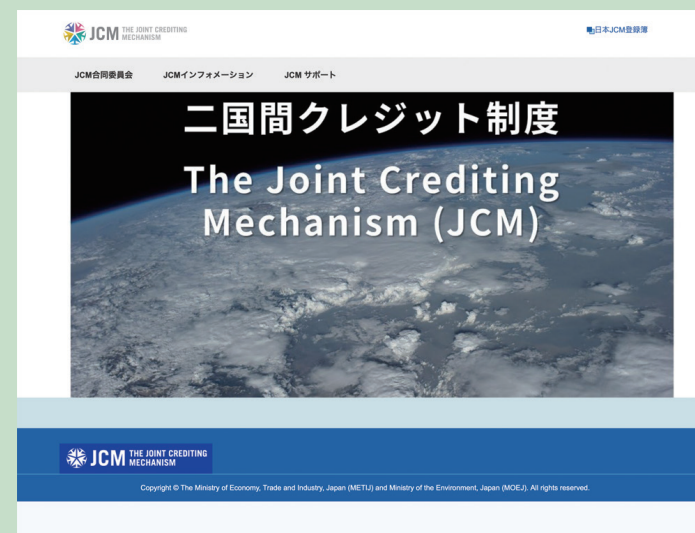 JCM THE JOINT CREDITING MECHANISM
日本JCM登録簿
JCM合同委員会 JCMインフォメーション JCM サポート
二国間クレジット制度
The Joint Crediting
Mechanism (JCM)
JCM THE JOINT CREDITING MECHANISM
Copyright © The Ministry of Economy, Trade and Industry, Japan (METIJ) and Ministry of the Environment, Japan (MOEJ). All rights reserved.